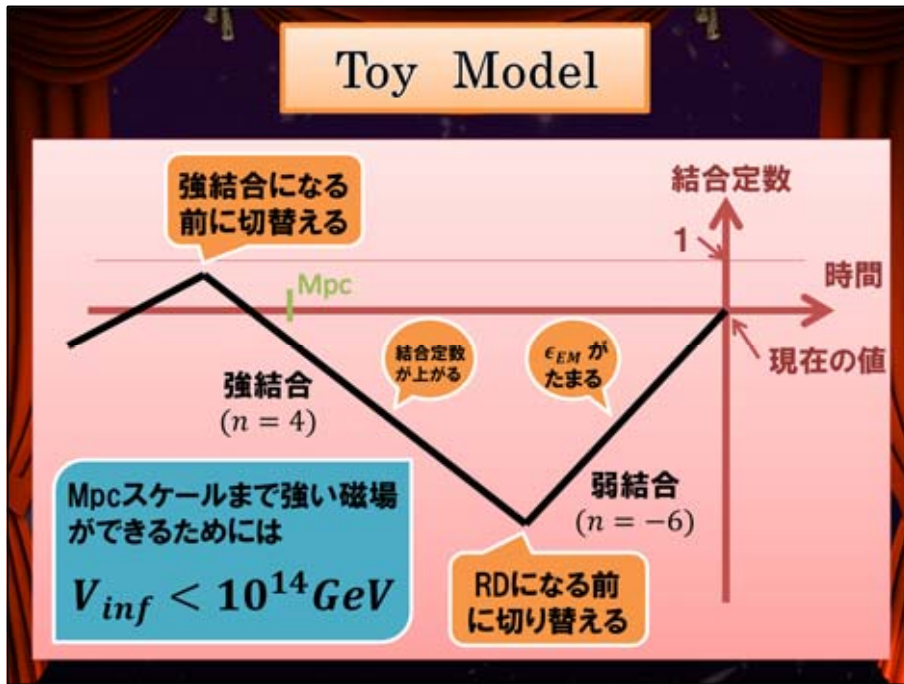 Toy Model
強結合になる
前に切替える
結合定数
1
時間
Mpc
現在の値
結合定数
が上がる
ϵ_{EM} が
たまる
強結合
(n = 4)
弱結合
(n = −6)
Mpcスケールまで強い磁場
ができるためには
V_{inf} < 10^{14}GeV
RDになる前
に切り替える